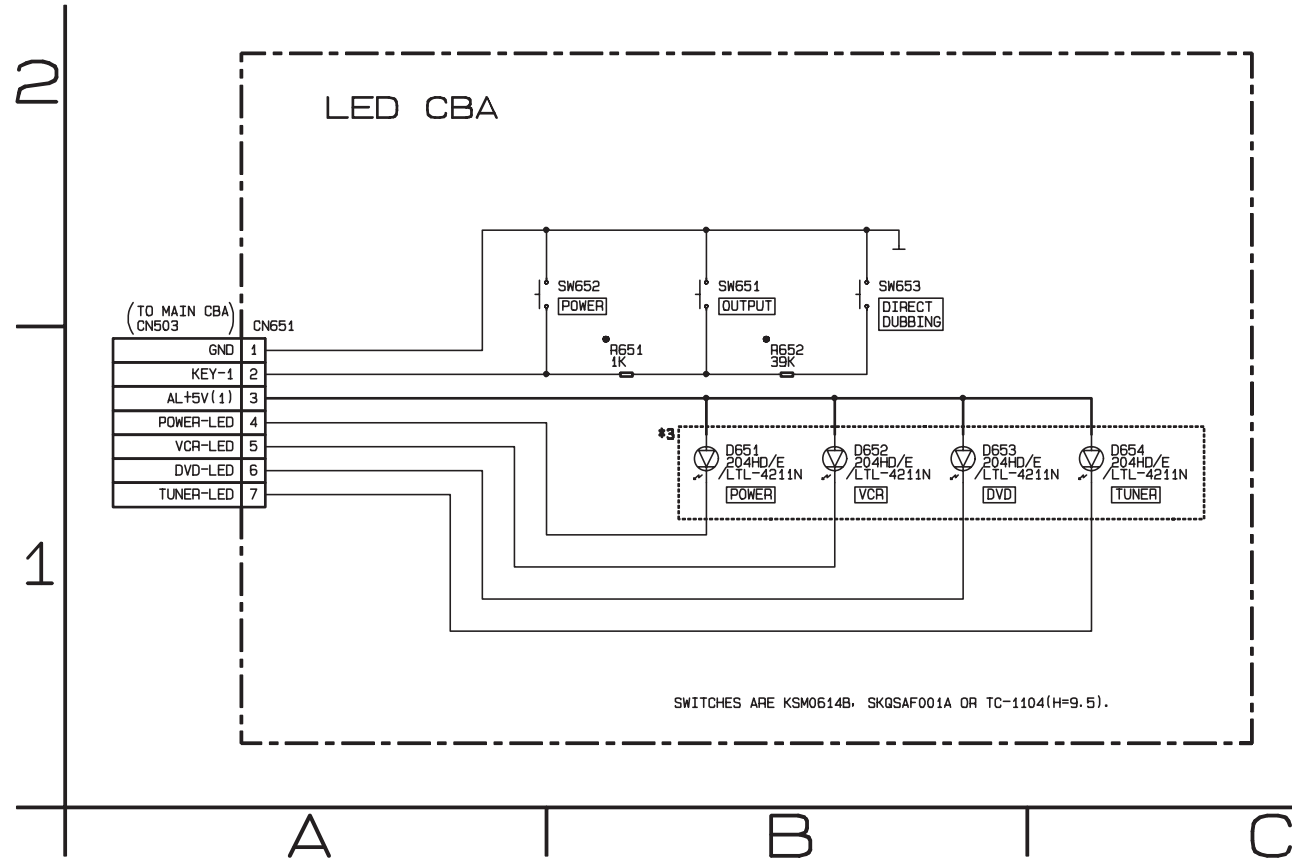 2
LED CBA
SW652
POWER
SW651
OUTPUT
SW653
DIRECT
DUBBING
(TO MAIN CBA)
CN503
CN651
R651
1K
R652
39K
GND 1
KEY-1 2
AL+5V(1) 3
POWER-LED 4
VCR-LED 5
DVD-LED 6
TUNER-LED 7
*3
D651
204HD/E
/LTL-4211N
POWER
D652
204HD/E
/LTL-4211N
VCR
D653
204HD/E
/LTL-4211N
DVD
D654
204HD/E
/LTL-4211N
TUNER
1
SWITCHES ARE KSM0614B, SKQSAF001A OR TC-1104(H=9.5).
A
B
C